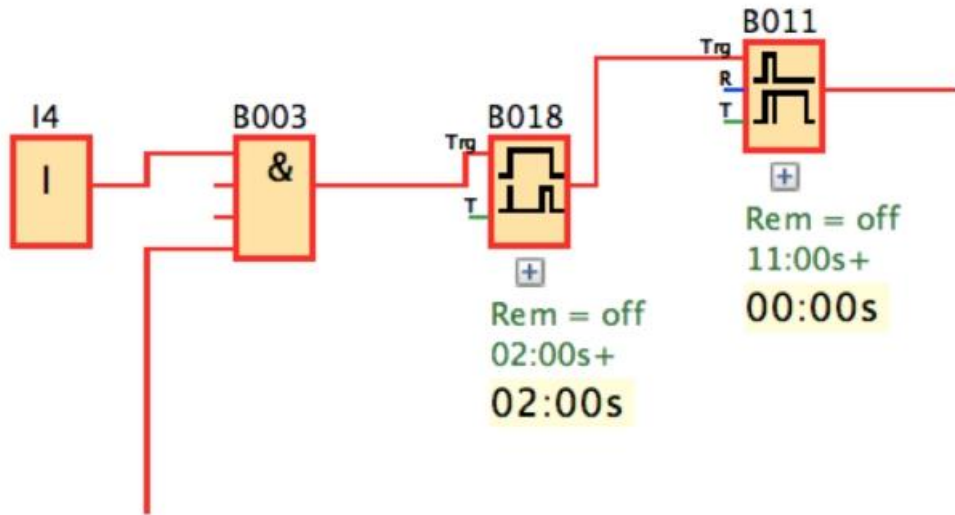 B011
Trg
R
T
I4
B003
B018
I
&
Trg
T
Rem = off
11:00s+
00:00s
Rem = off
02:00s+
02:00s